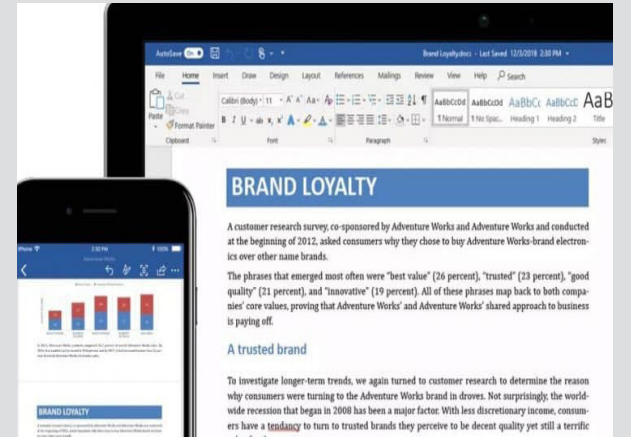 AutoSave On
Brand Loyalty.docx - Last Saved 12/3/2018 2:30 PM
File Home Insert Draw Design Layout References Mailings Review View Help Search
Cut
Copy
Paste
Format Painter
Calibri (Body) 11
AaBbCcDd AaBbCcDd AaBbCc AaBbCcC AaB
1 Normal 1 No Spac... Heading 1 Heading 2 Title
Clipboard Font Paragraph Styles
BRAND LOYALTY
A customer research survey, co-sponsored by Adventure Works and Adventure Works and conducted
at the beginning of 2012, asked consumers why they chose to buy Adventure Works-brand electron-
ics over other name brands.
The phrases that emerged most often were "best value" (26 percent), "trusted" (23 percent), "good
quality" (21 percent), and "innovative" (19 percent). All of these phrases map back to both compa-
nies' core values, proving that Adventure Works' and Adventure Works' shared approach to business
is paying off.
A trusted brand
To investigate longer-term trends, we again turned to customer research to determine the reason
why consumers were turning to the Adventure Works brand in droves. Not surprisingly, the world-
wide recession that began in 2008 has been a major factor. With less discretionary income, consum-
ers have a tendancy to turn to trusted brands they perceive to be decent quality yet still a terrific
iPhone 2:30 PM 100%
Adventure Works
BRAND LOYALTY